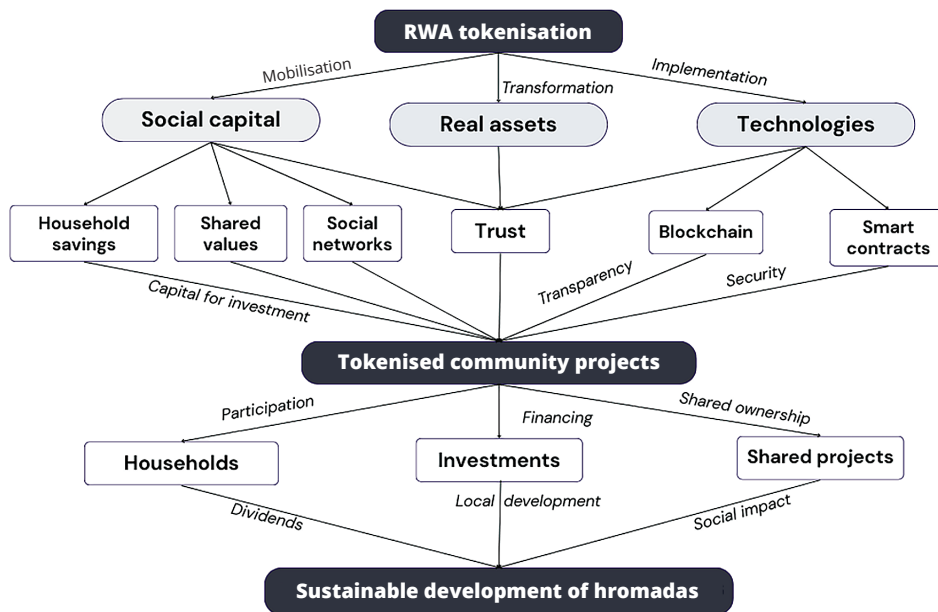 RWA tokenisation
Mobilisation
Transformation
Implementation
Social capital
Real assets
Technologies
Household
savings
Shared
values
Social
networks
Trust
Blockchain
Smart
contracts
Capital for investment
Transparency
Security
Tokenised community projects
Participation
Financing
Shared ownership
Households
Investments
Shared projects
Dividends
Local development
Social impact
Sustainable development of hromadas